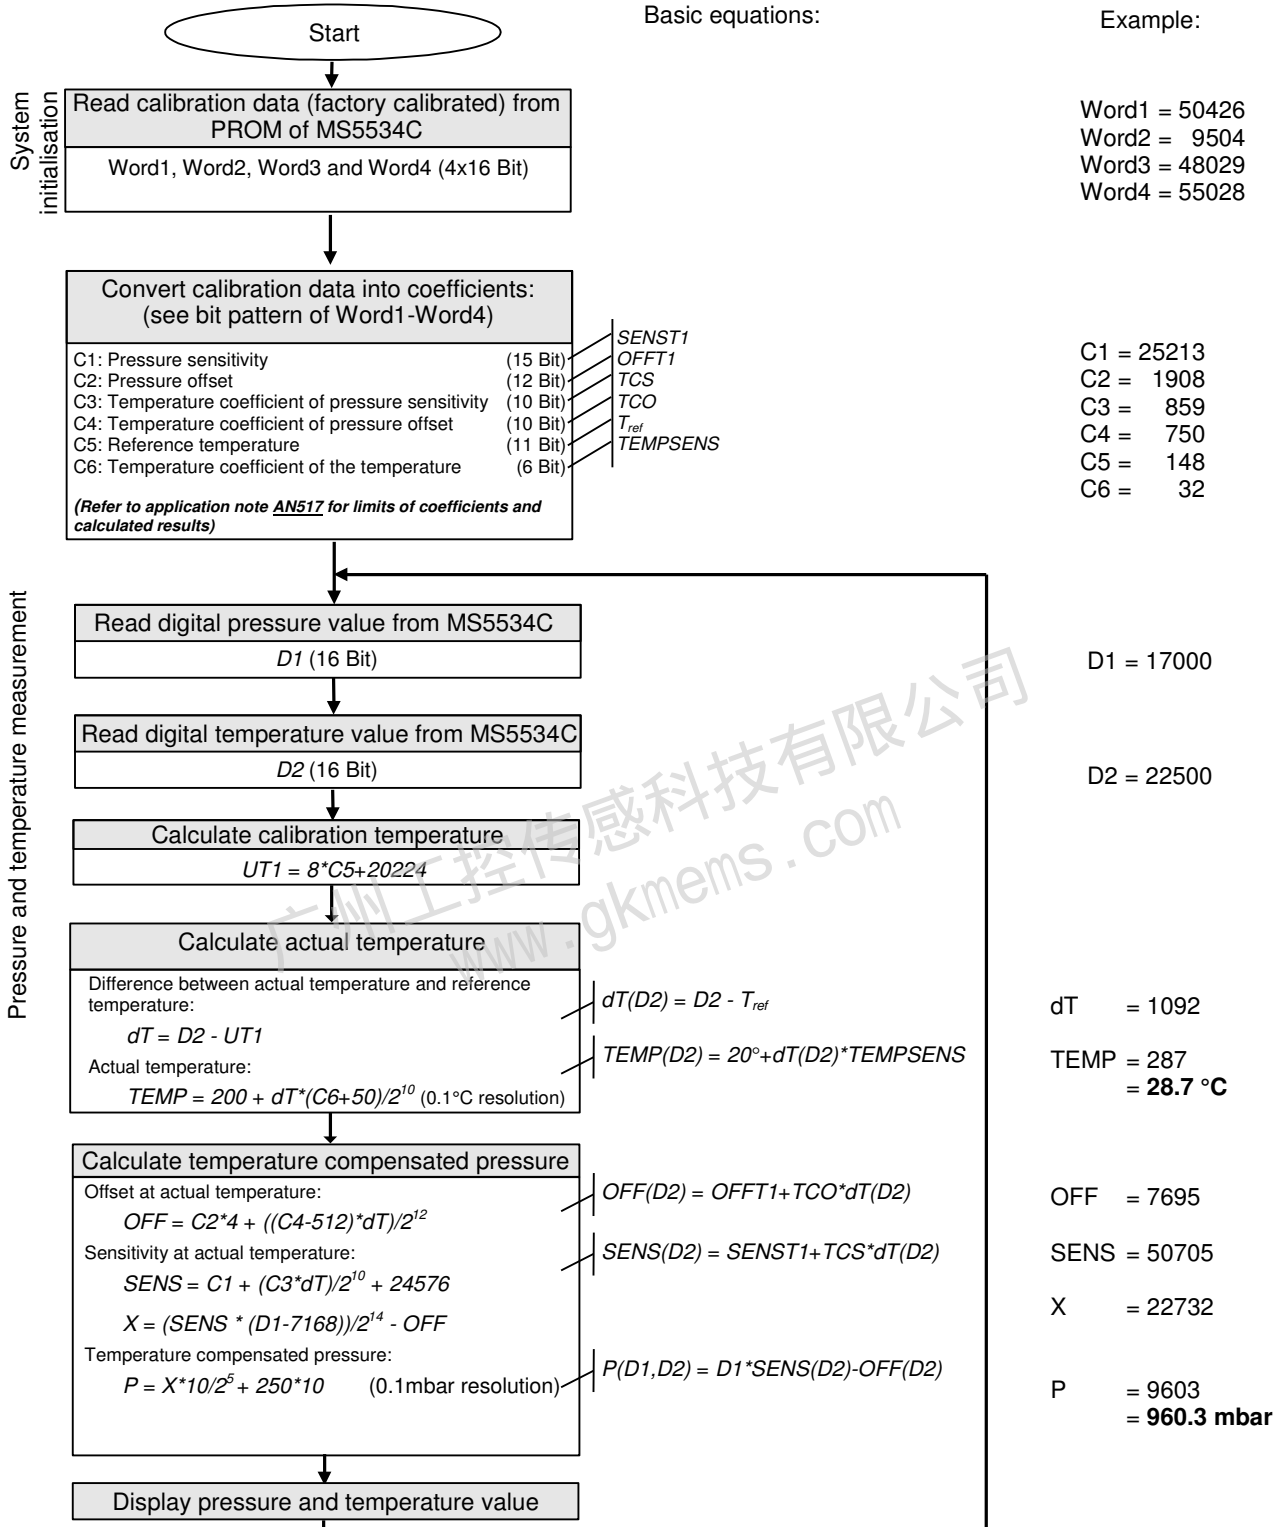 Start
Basic equations:
Example:
System
initialisation
Read calibration data (factory calibrated) from
PROM of MS5534C
Word1, Word2, Word3 and Word4 (4x16 Bit)
Word1 = 50426
Word2 = 9504
Word3 = 48029
Word4 = 55028
Convert calibration data into coefficients:
(see bit pattern of Word1-Word4)
C1: Pressure sensitivity (15 Bit) SENST1
C2: Pressure offset (12 Bit) OFFT1
C3: Temperature coefficient of pressure sensitivity (10 Bit) TCS
C4: Temperature coefficient of pressure offset (10 Bit) TCO
C5: Reference temperature (11 Bit) Tref
C6: Temperature coefficient of the temperature (6 Bit) TEMPSENS
(Refer to application note AN517 for limits of coefficients and
calculated results)
C1 = 25213
C2 = 1908
C3 = 859
C4 = 750
C5 = 148
C6 = 32
Pressure and temperature measurement
Read digital pressure value from MS5534C
D1 (16 Bit)
D1 = 17000
Read digital temperature value from MS5534C
D2 (16 Bit)
D2 = 22500
Calculate calibration temperature
UT1 = 8*C5+20224
Calculate actual temperature
Difference between actual temperature and reference
temperature:
dT = D2 - UT1
dT(D2) = D2 - Tref
dT = 1092
Actual temperature:
TEMP = 200 + dT*(C6+50)/2^10 (0.1°C resolution)
TEMP(D2) = 20°+dT(D2)*TEMPSENS
TEMP = 287
= 28.7 °C
Calculate temperature compensated pressure
Offset at actual temperature:
OFF = C2*4 + ((C4-512)*dT)/2^12
OFF(D2) = OFFT1+TCO*dT(D2)
OFF = 7695
Sensitivity at actual temperature:
SENS = C1 + (C3*dT)/2^10 + 24576
SENS(D2) = SENST1+TCS*dT(D2)
SENS = 50705
X = (SENS * (D1-7168))/2^14 - OFF
X = 22732
Temperature compensated pressure:
P = X*10/2^5 + 250*10 (0.1mbar resolution)
P(D1,D2) = D1*SENS(D2)-OFF(D2)
P = 9603
= 960.3 mbar
Display pressure and temperature value
广州工控传感科技有限公司
www.gkmems.com